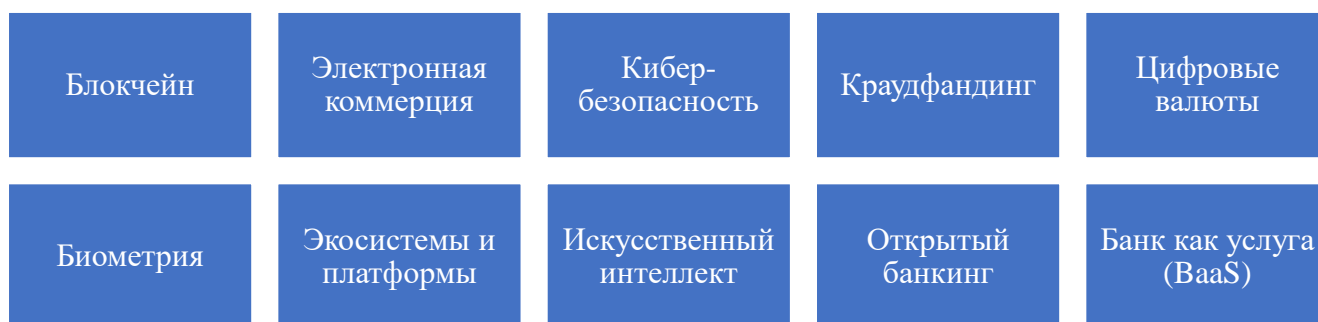 Блокчейн
Электронная
коммерция
Кибер-
безопасность
Краудфандинг
Цифровые
валюты
Биометрия
Экосистемы и
платформы
Искусственный
интеллект
Открытый
банкинг
Банк как услуга
(BaaS)